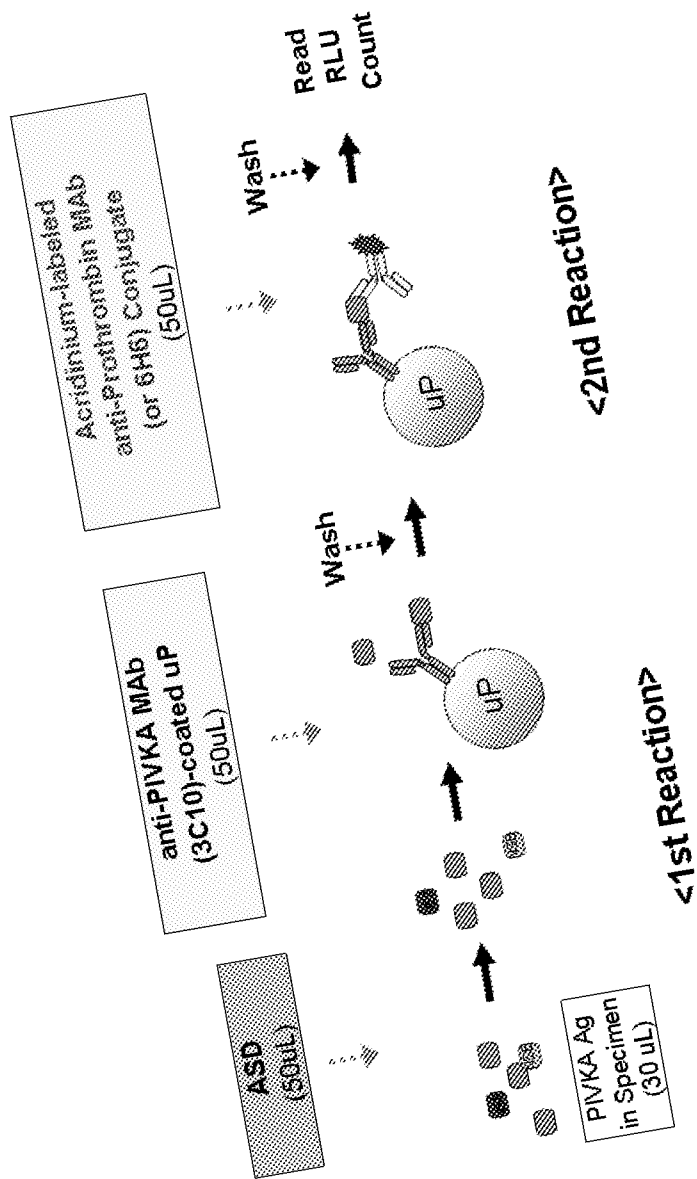 ASD
(50uL)
PIVKA Ag
in Specimen
(30 uL)
anti-PIVKA MAb
(3C10)-coated uP
(50uL)
uP
<1st Reaction>
Wash
Acridinium-labeled
anti-Prothrombin MAb
(or 6H6) Conjugate
(50uL)
uP
<2nd Reaction>
Wash
Read
RLU
Count